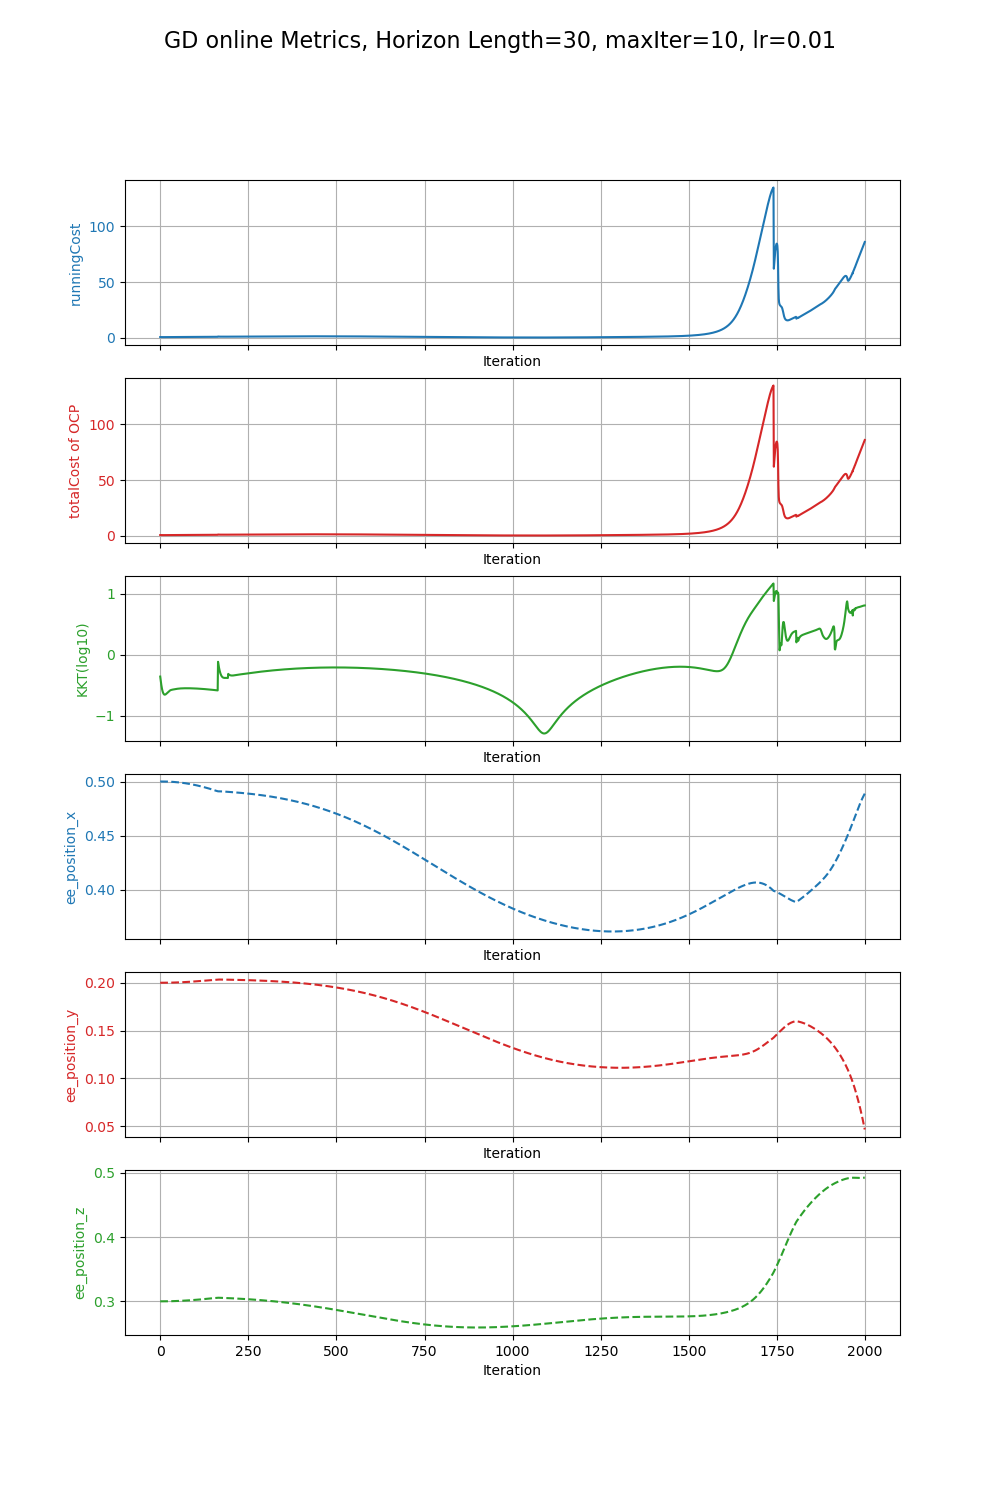 GD online Metrics, Horizon Length=30, maxIter=10, lr=0.01
100
50
0
runningCost
Iteration
100
50
0
totalCost of OCP
Iteration
1
0
−1
KKT(log10)
Iteration
0.50
0.45
0.40
ee_position_x
Iteration
0.20
0.15
0.10
0.05
ee_position_y
Iteration
0.5
0.4
0.3
ee_position_z
0 250 500 750 1000 1250 1500 1750 2000
Iteration